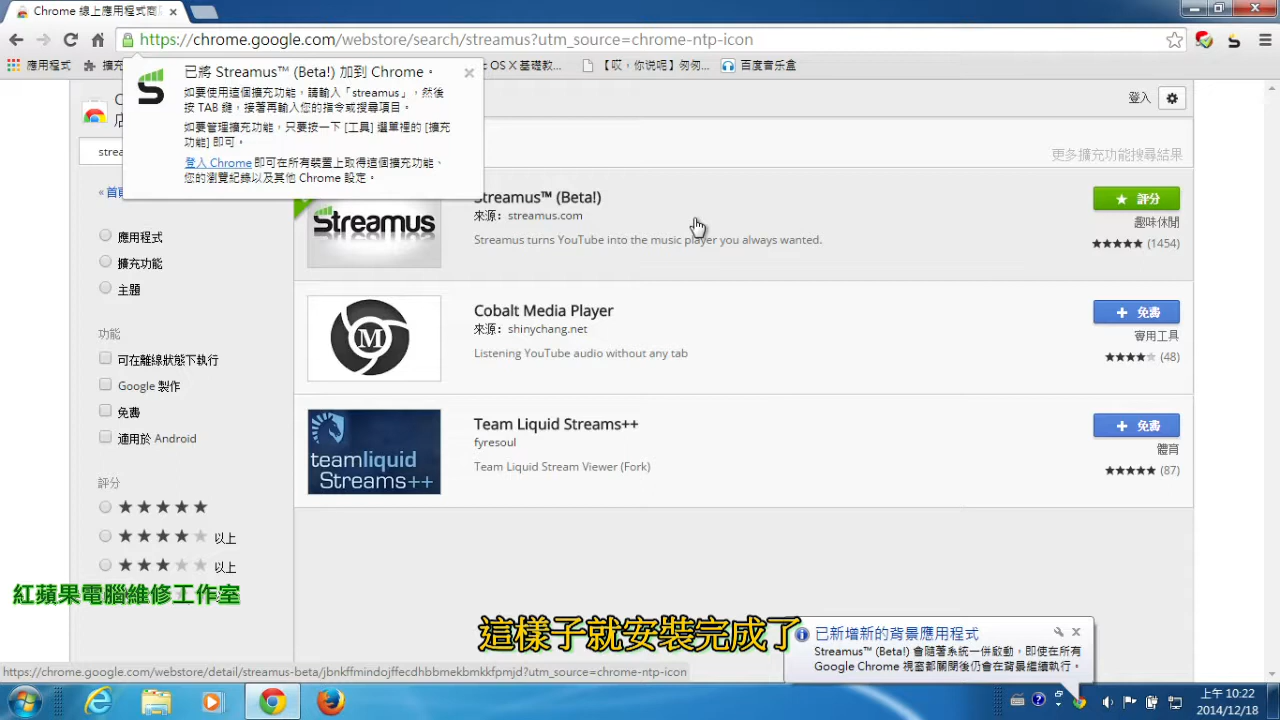 Chrome 線上應用程式商
https://chrome.google.com/webstore/search/streamus?utm_source=chrome-ntp-icon
應用程式
OS X 基礎教...
【哎，你说吧】匆匆...
百度音乐盒
已將 Streamus™ (Beta!) 加到 Chrome。
如要使用這個擴充功能，請輸入「streamus」，然後
按 TAB 鍵，接著再輸入您的指令或搜尋項目。
如要管理擴充功能，只要按一下 [工具] 選單裡的 [擴充
功能] 即可。
登入 Chrome 即可在所有裝置上取得這個擴充功能、
您的瀏覽紀錄以及其他 Chrome 設定。
登入
strea
更多擴充功能搜尋結果
«首頁
應用程式
擴充功能
主題
功能
可在離線狀態下執行
Google 製作
免費
適用於 Android
評分
以上
以上
Streamus
Streamus™ (Beta!)
來源： streamus.com
Streamus turns YouTube into the music player you always wanted.
評分
趣味休閒
(1454)
M
Cobalt Media Player
來源： shinychang.net
Listening YouTube audio without any tab
免費
實用工具
(48)
teamliquid
Streams++
Team Liquid Streams++
fyresoul
Team Liquid Stream Viewer (Fork)
免費
體育
(87)
紅蘋果電腦維修工作室
這樣子就安裝完成了
已新增新的背景應用程式
Streamus™ (Beta!) 會隨著系統一併啟動，即使在所有
Google Chrome 視窗都關閉後仍會在背景繼續執行。
https://chrome.google.com/webstore/detail/streamus-beta/jbnkffmindojffecdhbbmekbmkkfpmjd?utm_source=chrome-ntp-icon
上午 10:22
2014/12/18